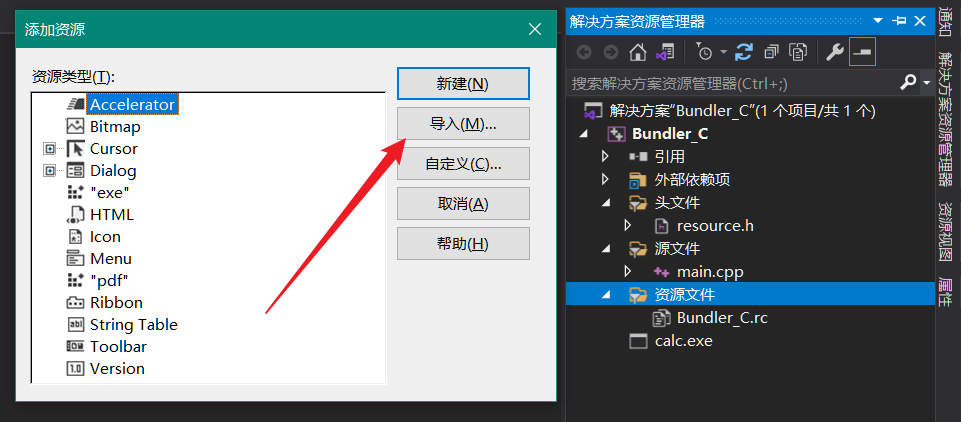 添加资源
资源类型(T):
Accelerator
Bitmap
Cursor
Dialog
"exe"
HTML
Icon
Menu
"pdf"
Ribbon
String Table
Toolbar
Version
新建(N)
导入(M)...
自定义(C)...
取消(A)
帮助(H)
解决方案资源管理器
搜索解决方案资源管理器(Ctrl+;)
解决方案"Bundler_C"(1 个项目/共 1 个)
Bundler_C
引用
外部依赖项
头文件
resource.h
源文件
main.cpp
资源文件
Bundler_C.rc
calc.exe
通知
解决方案资源管理器
资源视图
属性